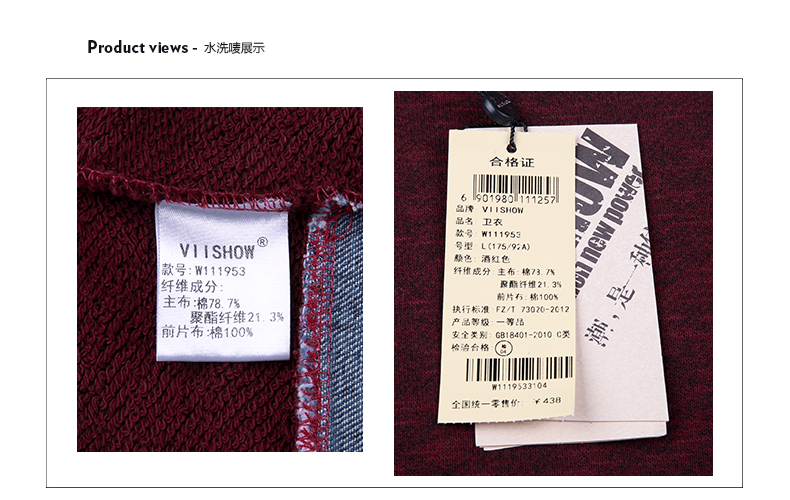 Product views - 水洗唛展示
VIISHOW®
款号: W111953
纤维成分:
主布: 棉78.7%
聚酯纤维21.3%
前片布: 棉100%
合格证
6 901980 111257
品牌 VIISHOW
品名 卫衣
款号 W111953
号型 L(175/92A)
颜色: 酒红色
纤维成分 主布: 棉78.7%
聚酯纤维21.3%
前片布: 棉100%
执行标准: FZ/T 73020-2012
产品等级: 一等品
安全类别: GB18401-2010 C类
检验合格:
W1119533104
全国统一零售价: ￥438
潮，是一种